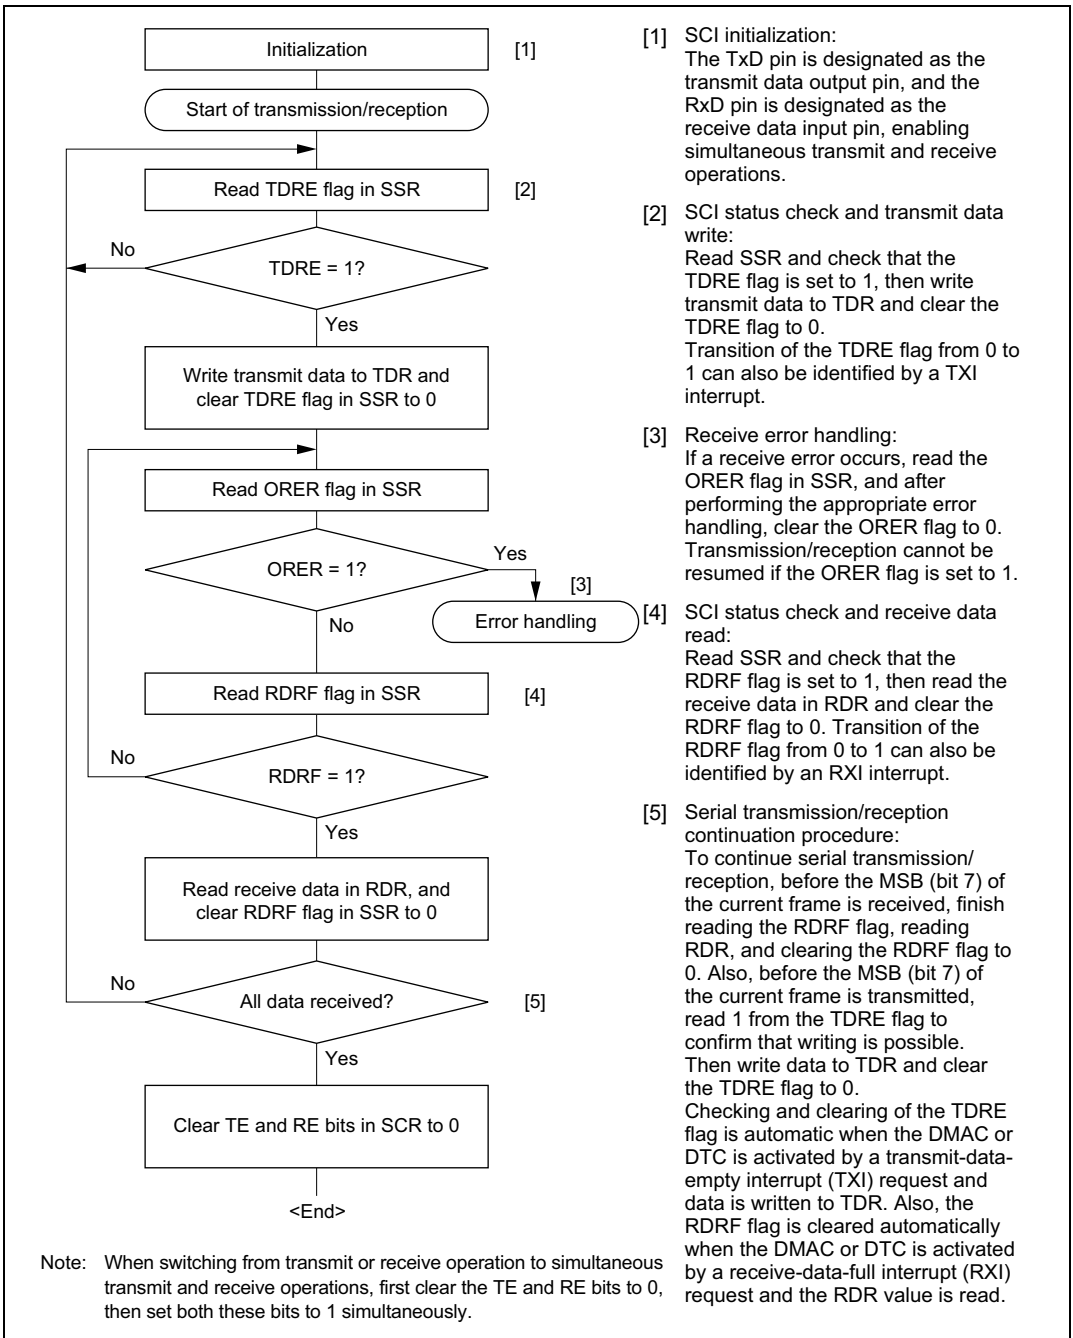 Initialization [1]
Start of transmission/reception
Read TDRE flag in SSR [2]
No
TDRE = 1?
Yes
Write transmit data to TDR and
clear TDRE flag in SSR to 0
Read ORER flag in SSR
Yes
ORER = 1?
[3]
No
Error handling
Read RDRF flag in SSR [4]
No
RDRF = 1?
Yes
Read receive data in RDR, and
clear RDRF flag in SSR to 0
No
All data received? [5]
Yes
Clear TE and RE bits in SCR to 0
<End>
[1] SCI initialization:
The TxD pin is designated as the
transmit data output pin, and the
RxD pin is designated as the
receive data input pin, enabling
simultaneous transmit and receive
operations.
[2] SCI status check and transmit data
write:
Read SSR and check that the
TDRE flag is set to 1, then write
transmit data to TDR and clear the
TDRE flag to 0.
Transition of the TDRE flag from 0 to
1 can also be identified by a TXI
interrupt.
[3] Receive error handling:
If a receive error occurs, read the
ORER flag in SSR, and after
performing the appropriate error
handling, clear the ORER flag to 0.
Transmission/reception cannot be
resumed if the ORER flag is set to 1.
[4] SCI status check and receive data
read:
Read SSR and check that the
RDRF flag is set to 1, then read the
receive data in RDR and clear the
RDRF flag to 0. Transition of the
RDRF flag from 0 to 1 can also be
identified by an RXI interrupt.
[5] Serial transmission/reception
continuation procedure:
To continue serial transmission/
reception, before the MSB (bit 7) of
the current frame is received, finish
reading the RDRF flag, reading
RDR, and clearing the RDRF flag to
0. Also, before the MSB (bit 7) of
the current frame is transmitted,
read 1 from the TDRE flag to
confirm that writing is possible.
Then write data to TDR and clear
the TDRE flag to 0.
Checking and clearing of the TDRE
flag is automatic when the DMAC or
DTC is activated by a transmit-data-
empty interrupt (TXI) request and
data is written to TDR. Also, the
RDRF flag is cleared automatically
when the DMAC or DTC is activated
by a receive-data-full interrupt (RXI)
request and the RDR value is read.
Note: When switching from transmit or receive operation to simultaneous
transmit and receive operations, first clear the TE and RE bits to 0,
then set both these bits to 1 simultaneously.